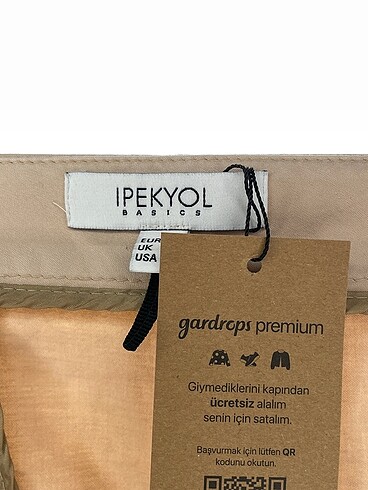 IPEKYOL
BASICS
EUR
UK
USA
gardrops premium
Giymediklerini kapından
ücretsiz alalım
senin için satalım.
Başvurmak için lütfen QR
kodunu okutun.